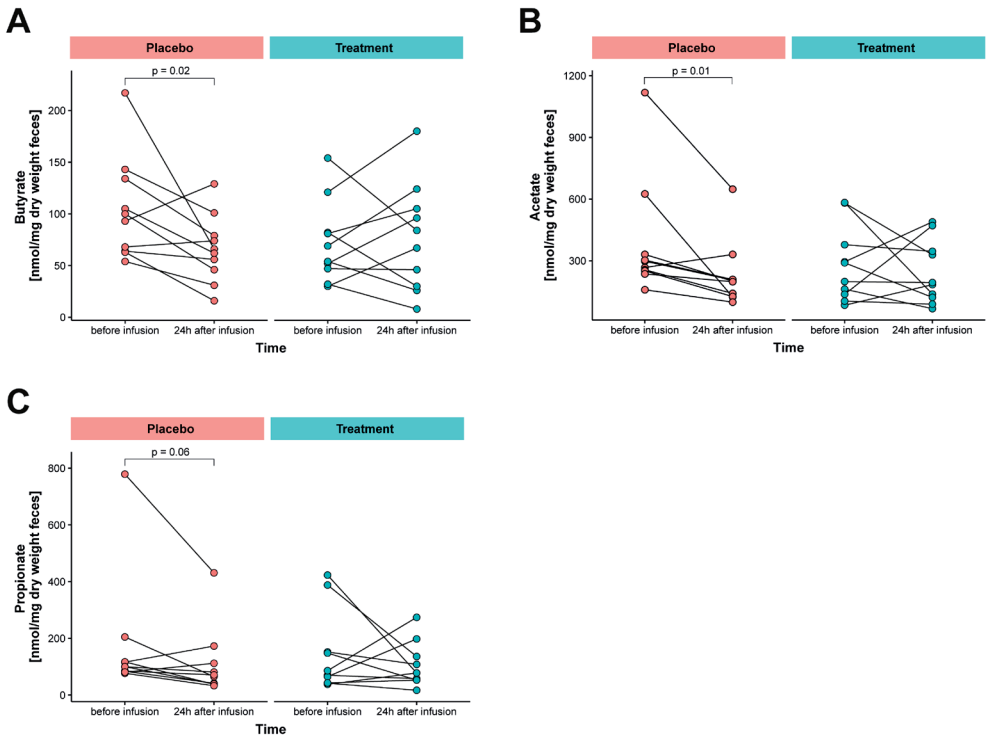 A
Placebo
Treatment
p = 0.02
Butyrate
[nmol/mg dry weight feces]
200
150
100
50
0
before infusion
24h after infusion
before infusion
24h after infusion
Time
B
Placebo
Treatment
p = 0.01
Acetate
[nmol/mg dry weight feces]
1200
900
600
300
before infusion
24h after infusion
before infusion
24h after infusion
Time
C
Placebo
Treatment
p = 0.06
Propionate
[nmol/mg dry weight feces]
800
600
400
200
0
before infusion
24h after infusion
before infusion
24h after infusion
Time